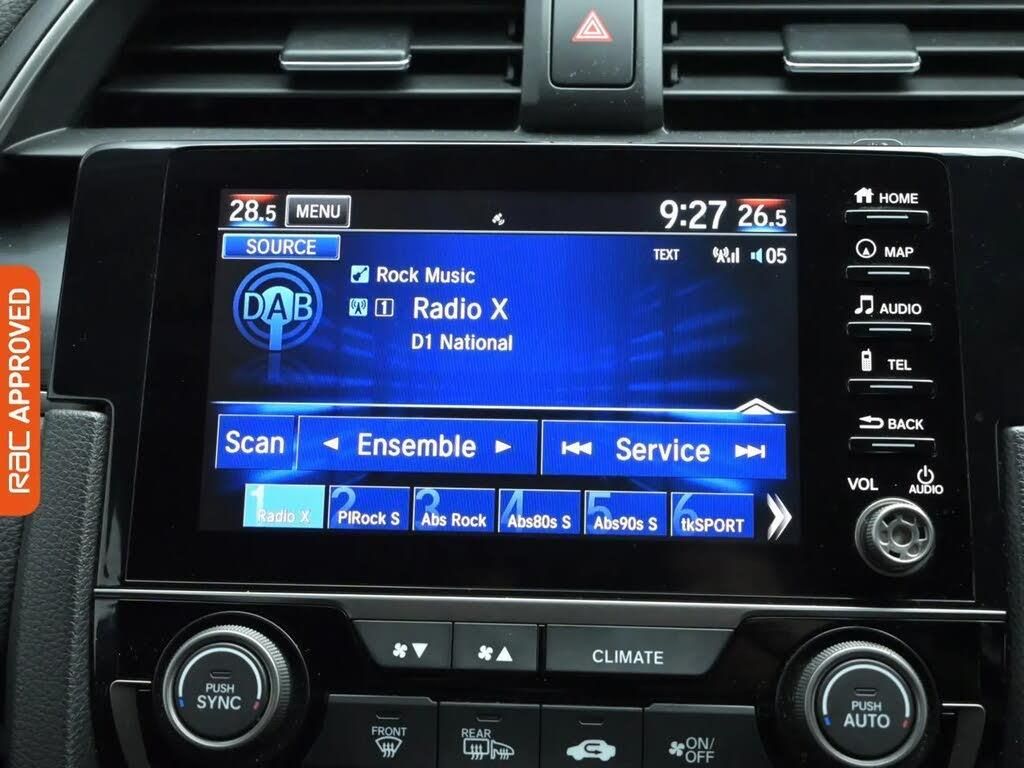 28.5 MENU 9:27 26.5
SOURCE TEXT 05
DAB
Rock Music
1 Radio X
D1 National
Scan Ensemble Service
1 Radio X
2 PlRock S
3 Abs Rock
4 Abs80s S
5 Abs90s S
6 tkSPORT
HOME
MAP
AUDIO
TEL
BACK
VOL AUDIO
rac APPROVED
PUSH
SYNC
CLIMATE
PUSH
AUTO
FRONT
REAR
ON/
OFF